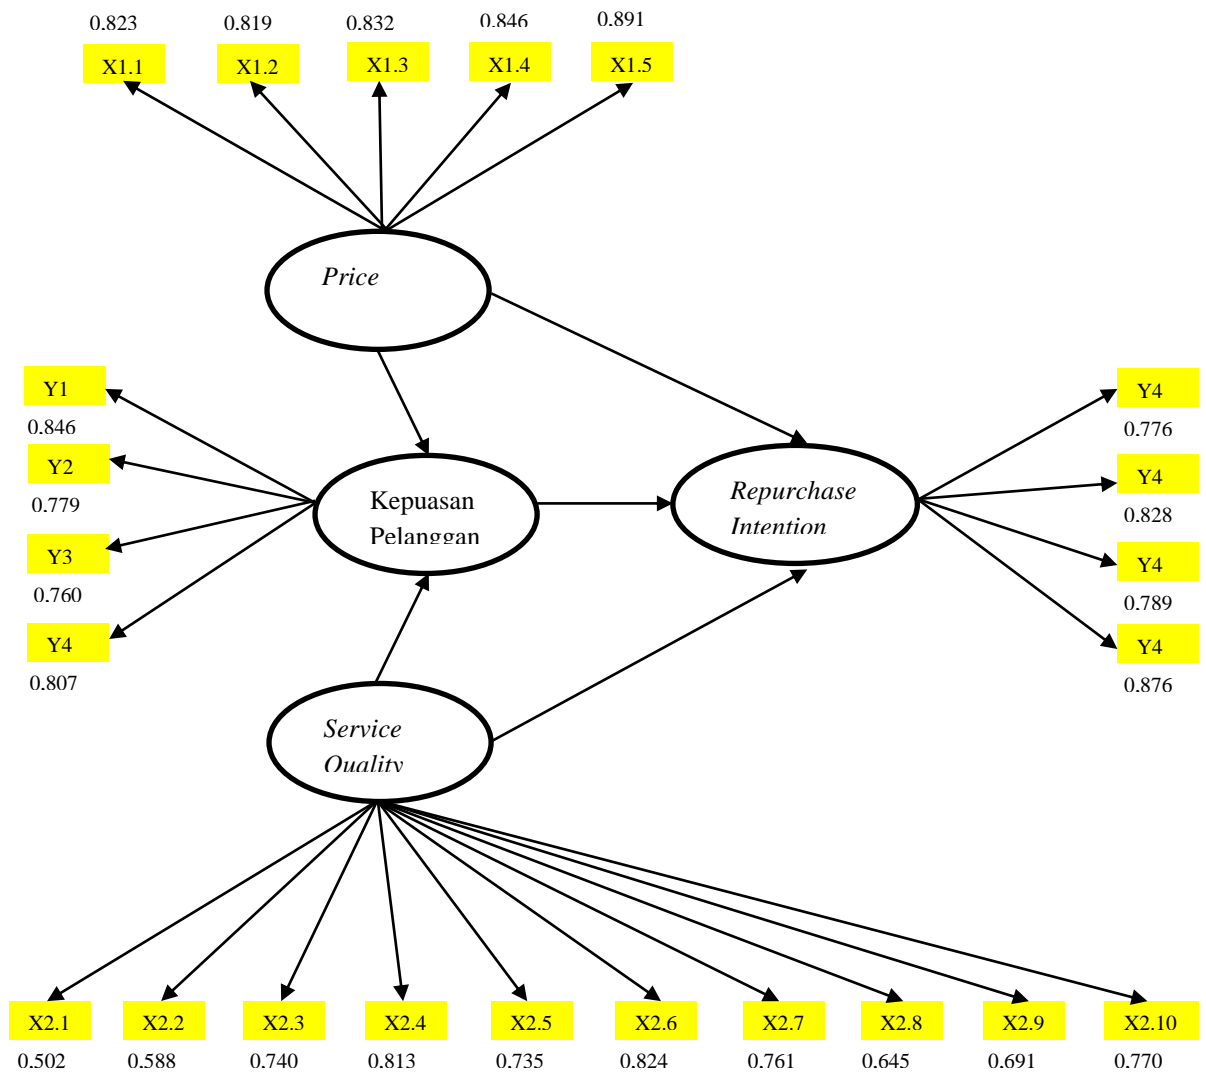 0.823 0.819 0.832 0.846 0.891
X1.1 X1.2 X1.3 X1.4 X1.5
Price
Y1
0.846
Y2
0.779
Y3
0.760
Y4
0.807
Kepuasan
Pelanggan
Repurchase
Intention
Y4
0.776
Y4
0.828
Y4
0.789
Y4
0.876
Service
Quality
X2.1 X2.2 X2.3 X2.4 X2.5 X2.6 X2.7 X2.8 X2.9 X2.10
0.502 0.588 0.740 0.813 0.735 0.824 0.761 0.645 0.691 0.770